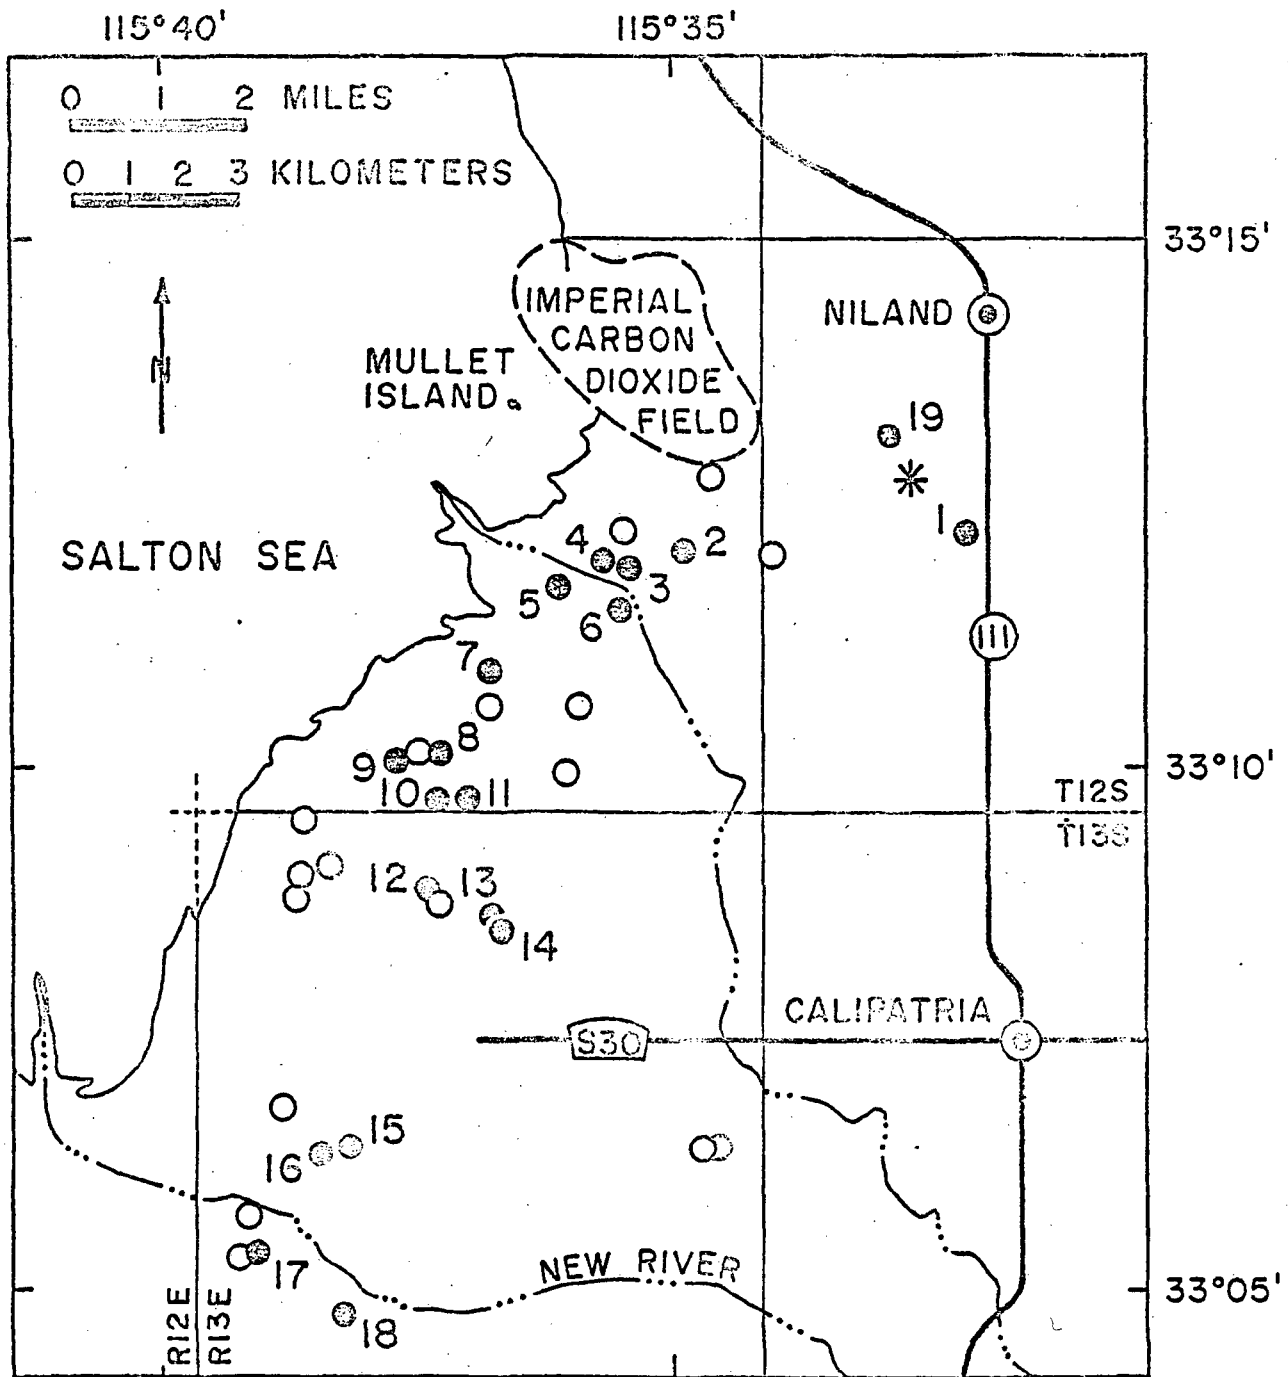 115°40' 115°35'
0 1 2 MILES
0 1 2 3 KILOMETERS
33°15'
IMPERIAL
CARBON
DIOXIDE
FIELD
NILAND
N
MULLET
ISLAND
19
SALTON SEA
1
4
2
3
5
6
111
7
8
9
10 11
33°10'
T12S
T13S
12 13
14
CALIPATRIA
S30
15
16
NEW RIVER
17
33°05'
18
R12E
R13E